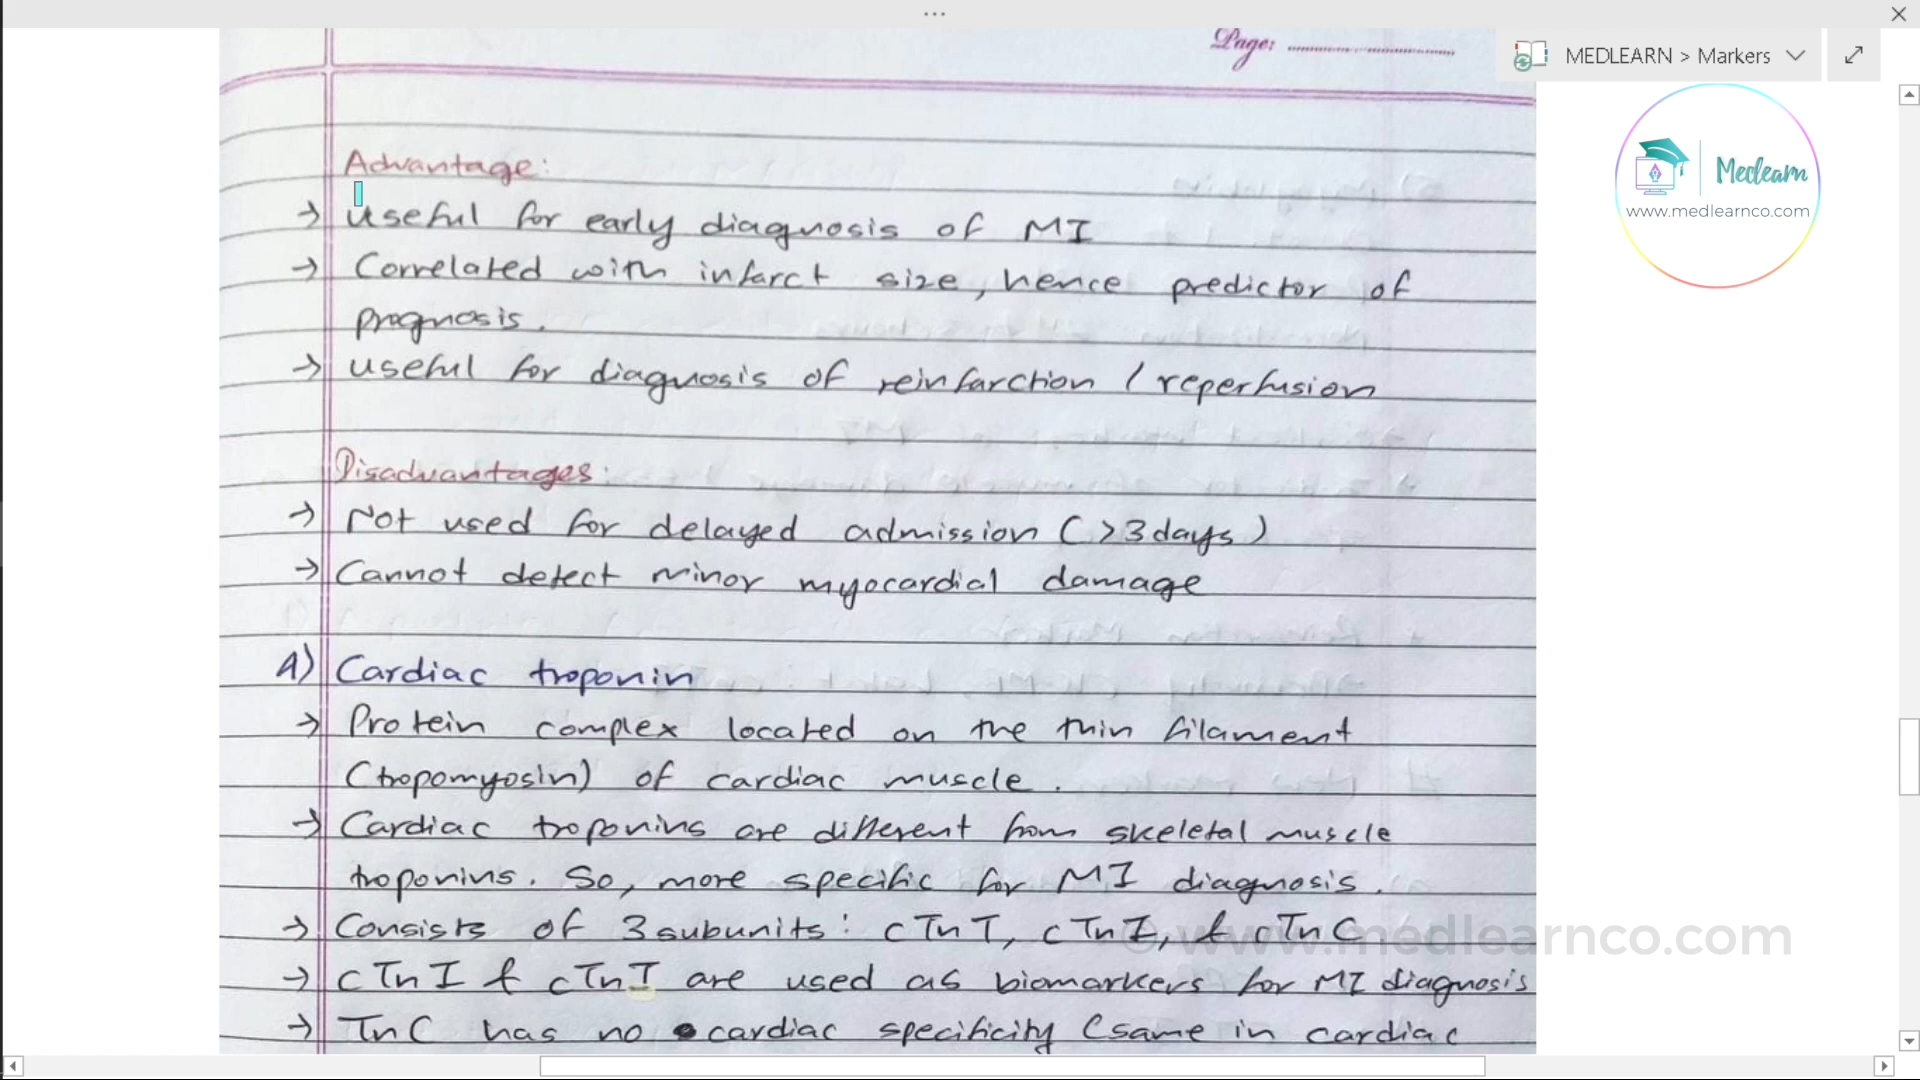 ...
Page:
MEDLEARN > Markers
Medlearn
www.medlearnco.com
Advantage:
→ Useful for early diagnosis of MI
→ Correlated with infarct size, hence predictor of
prognosis.
→ Useful for diagnosis of reinfarction / reperfusion
Disadvantages:
→ Not used for delayed admission (>3days)
→ Cannot detect minor myocardial damage
A) Cardiac troponin
→ Protein complex located on the thin filament
(tropomyosin) of cardiac muscle.
→ Cardiac troponins are different from skeletal muscle
troponins. So, more specific for MI diagnosis.
→ Consists of 3 subunits: cTnT, cTnI, & cTnC
© www.medlearnco.com
→ cTnI & cTnI are used as biomarkers for MI diagnosis
→ TnC has no cardiac specificity (same in cardiac